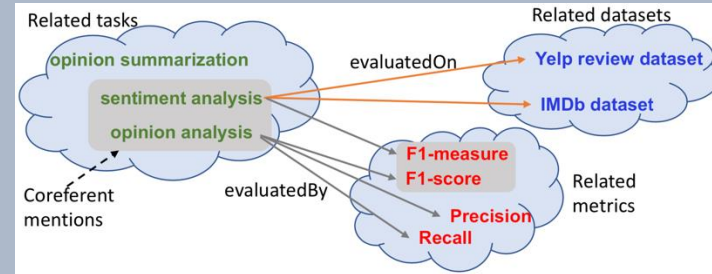 Related tasks
Related datasets
opinion summarization
evaluatedOn
Yelp review dataset
sentiment analysis
IMDb dataset
opinion analysis
F1-measure
F1-score
Coreferent
mentions
evaluatedBy
Related
metrics
Precision
Recall